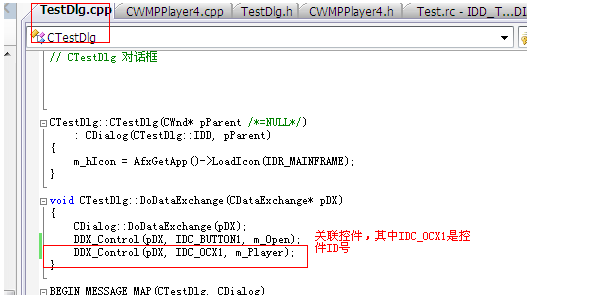 TestDlg.cpp CWMPPlayer4.cpp TestDlg.h CWMPPlayer4.h Test.rc - IDD_T...DI
CTestDlg
// CTestDlg 对话框
CTestDlg::CTestDlg(CWnd* pParent /*=NULL*/)
: CDialog(CTestDlg::IDD, pParent)
{
m_hIcon = AfxGetApp()->LoadIcon(IDR_MAINFRAME);
}
void CTestDlg::DoDataExchange(CDataExchange* pDX)
{
CDialog::DoDataExchange(pDX);
DDX_Control(pDX, IDC_BUTTON1, m_Open);
DDX_Control(pDX, IDC_OCX1, m_Player);
}
关联控件，其中IDC_OCX1是控
件ID号
BEGIN_MESSAGE_MAP(CTestDlg, CDialog)